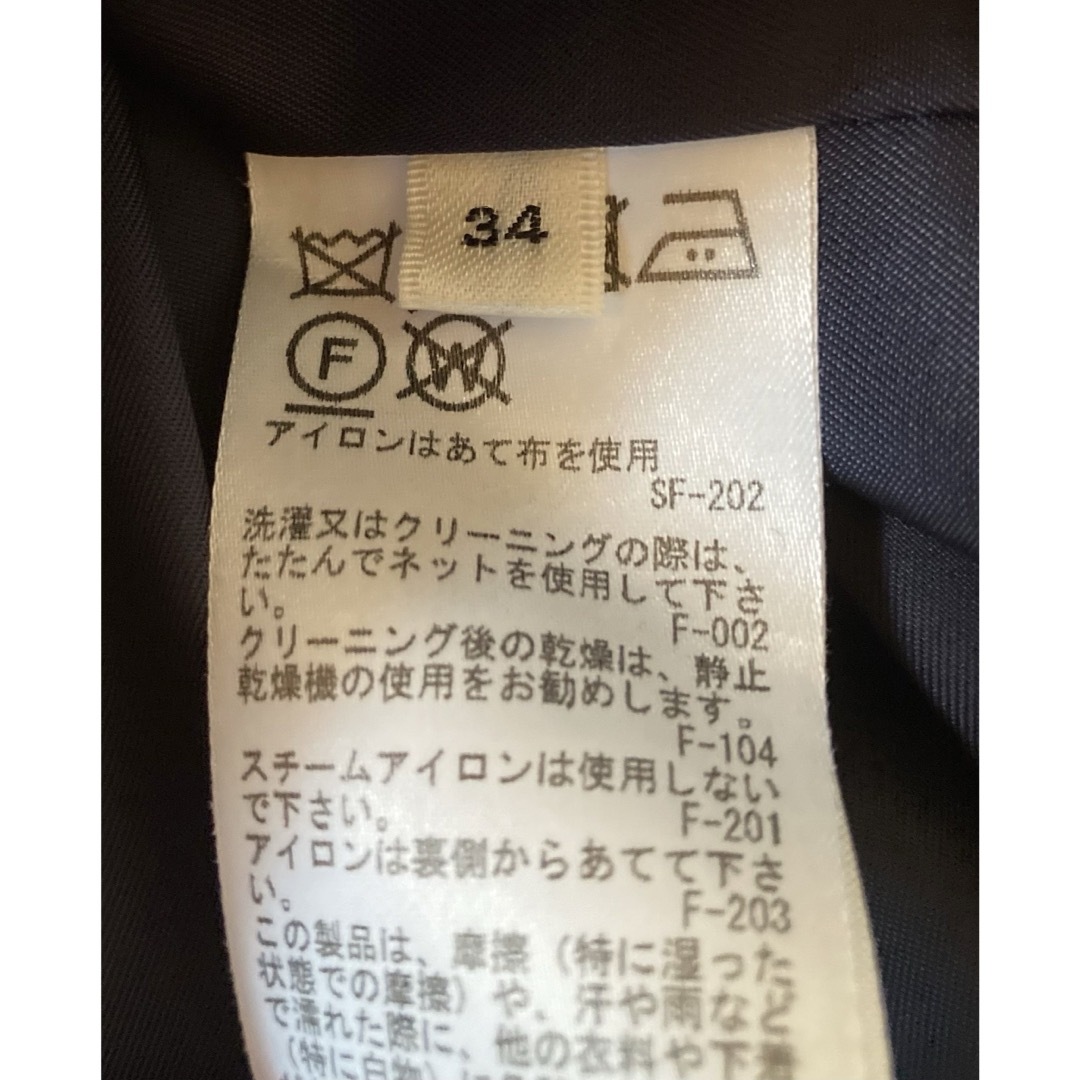 34
F W
アイロンはあて布を使用
SF-202
洗濯又はクリーニングの際は、
たたんでネットを使用して下さ
い。
F-002
クリーニング後の乾燥は、静止
乾燥機の使用をお勧めします。
F-104
スチームアイロンは使用しない
で下さい。
F-201
アイロンは裏側からあてて下さ
い。
F-203
この製品は、摩擦(特に湿った
状態での摩擦)や、汗や雨など
で濡れた際に、他の衣料や下着
(特に白物)に